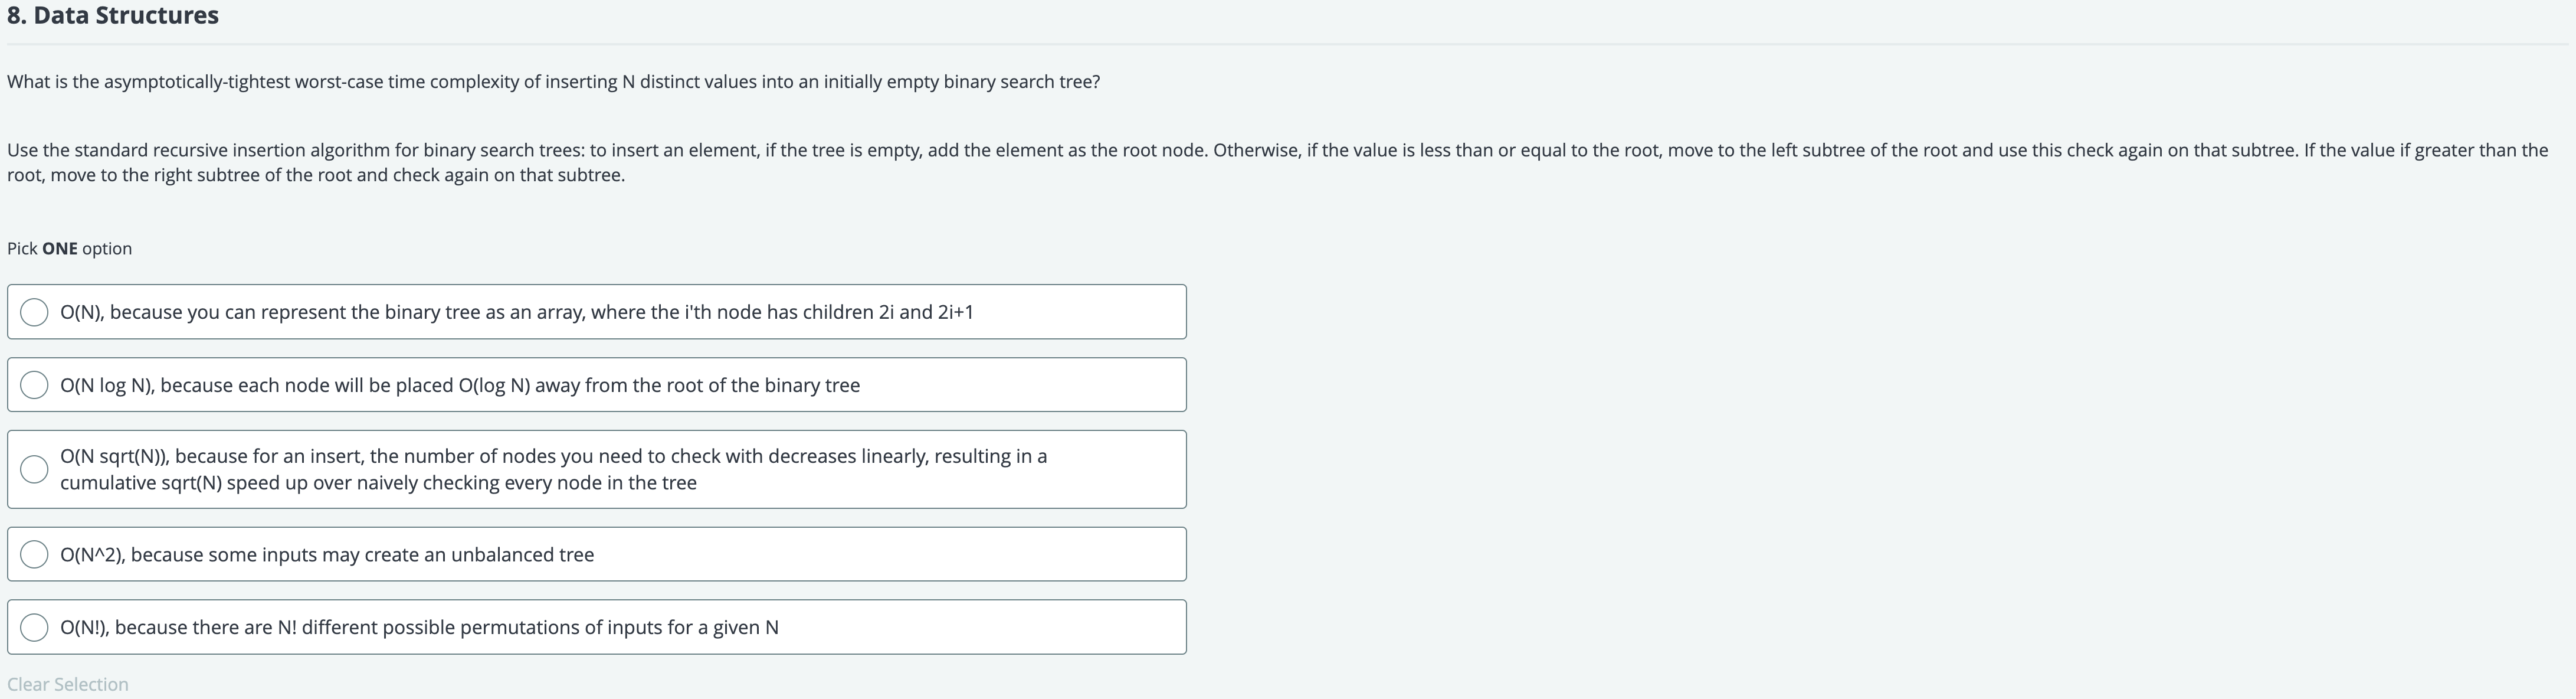 8. Data Structures
What is the asymptotically-tightest worst-case time complexity of inserting N distinct values into an initially empty binary search tree?
Use the standard recursive insertion algorithm for binary search trees: to insert an element, if the tree is empty, add the element as the root node. Otherwise, if the value is less than or equal to the root, move to the left subtree of the root and use this check again on that subtree. If the value if greater than the
root, move to the right subtree of the root and check again on that subtree.
Pick ONE option
O(N), because you can represent the binary tree as an array, where the i'th node has children 2i and 2i+1
O(N log N), because each node will be placed O(log N) away from the root of the binary tree
O(N sqrt(N)), because for an insert, the number of nodes you need to check with decreases linearly, resulting in a
cumulative sqrt(N) speed up over naively checking every node in the tree
O(N^2), because some inputs may create an unbalanced tree
O(N!), because there are N! different possible permutations of inputs for a given N
Clear Selection